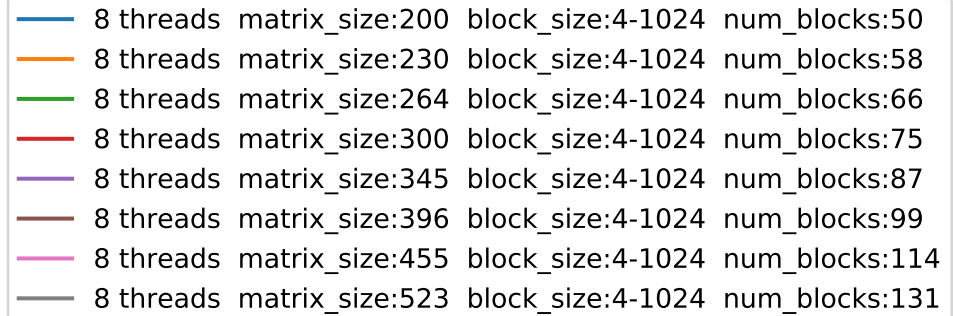 8 threads matrix_size:200 block_size:4-1024 num_blocks:50
8 threads matrix_size:230 block_size:4-1024 num_blocks:58
8 threads matrix_size:264 block_size:4-1024 num_blocks:66
8 threads matrix_size:300 block_size:4-1024 num_blocks:75
8 threads matrix_size:345 block_size:4-1024 num_blocks:87
8 threads matrix_size:396 block_size:4-1024 num_blocks:99
8 threads matrix_size:455 block_size:4-1024 num_blocks:114
8 threads matrix_size:523 block_size:4-1024 num_blocks:131